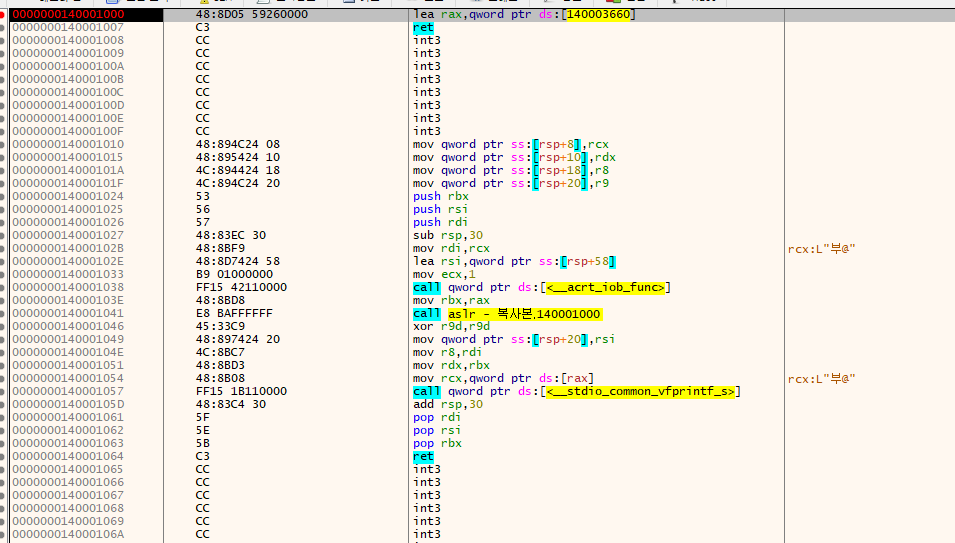 0000000140001000 48:8D05 59260000 lea rax,qword ptr ds:[140003660]
0000000140001007 C3 ret
0000000140001008 CC int3
0000000140001009 CC int3
000000014000100A CC int3
000000014000100B CC int3
000000014000100C CC int3
000000014000100D CC int3
000000014000100E CC int3
000000014000100F CC int3
0000000140001010 48:894C24 08 mov qword ptr ss:[rsp+8],rcx
0000000140001015 48:895424 10 mov qword ptr ss:[rsp+10],rdx
000000014000101A 4C:894424 18 mov qword ptr ss:[rsp+18],r8
000000014000101F 4C:894C24 20 mov qword ptr ss:[rsp+20],r9
0000000140001024 53 push rbx
0000000140001025 56 push rsi
0000000140001026 57 push rdi
0000000140001027 48:83EC 30 sub rsp,30
000000014000102B 48:8BF9 mov rdi,rcx rcx:L"부@"
000000014000102E 48:8D7424 58 lea rsi,qword ptr ss:[rsp+58]
0000000140001033 B9 01000000 mov ecx,1
0000000140001038 FF15 42110000 call qword ptr ds:[<__acrt_iob_func>]
000000014000103E 48:8BD8 mov rbx,rax
0000000140001041 E8 BAFFFFFF call aslr - 복사본.140001000
0000000140001046 45:33C9 xor r9d,r9d
0000000140001049 48:897424 20 mov qword ptr ss:[rsp+20],rsi
000000014000104E 4C:8BC7 mov r8,rdi
0000000140001051 48:8BD3 mov rdx,rbx
0000000140001054 48:8B08 mov rcx,qword ptr ds:[rax] rcx:L"부@"
0000000140001057 FF15 1B110000 call qword ptr ds:[<__stdio_common_vfprintf_s>]
000000014000105D 48:83C4 30 add rsp,30
0000000140001061 5F pop rdi
0000000140001062 5E pop rsi
0000000140001063 5B pop rbx
0000000140001064 C3 ret
0000000140001065 CC int3
0000000140001066 CC int3
0000000140001067 CC int3
0000000140001068 CC int3
0000000140001069 CC int3
000000014000106A CC int3